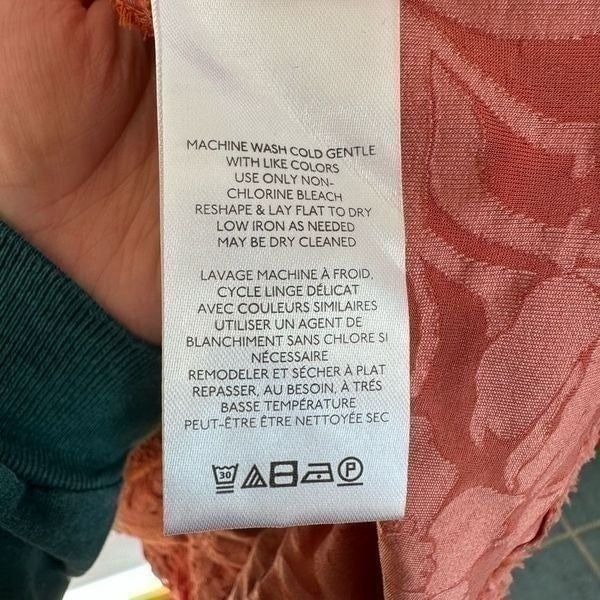 MACHINE WASH COLD GENTLE
WITH LIKE COLORS
USE ONLY NON-
CHLORINE BLEACH
RESHAPE & LAY FLAT TO DRY
LOW IRON AS NEEDED
MAY BE DRY CLEANED
LAVAGE MACHINE À FROID,
CYCLE LINGE DÉLICAT
AVEC COULEURS SIMILAIRES
UTILISER UN AGENT DE
BLANCHIMENT SANS CHLORE SI
NÉCESSAIRE
REMODELER ET SÉCHER À PLAT
REPASSER, AU BESOIN, À TRÉS
BASSE TEMPÉRATURE
PEUT-ÊTRE ÊTRE NETTOYÉE SEC
30 P